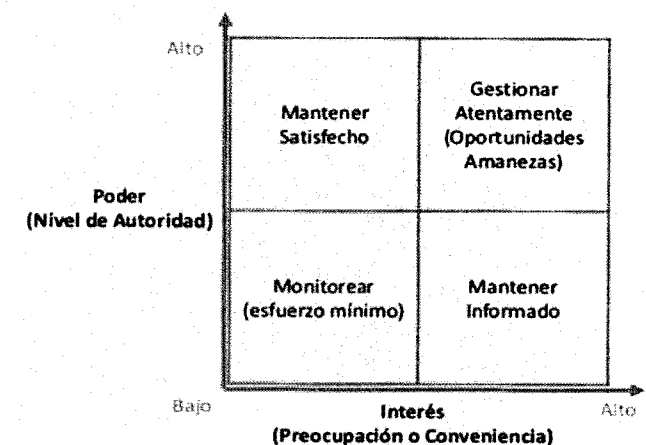 Alto
Mantener
Satisfecho
Gestionar
Atentamente
(Oportunidades
Amanezas)
Poder
(Nivel de Autoridad)
Monitorear
(esfuerzo mínimo)
Mantener
Informado
Bajo
Interés
Alto
(Preocupación o Conveniencia)